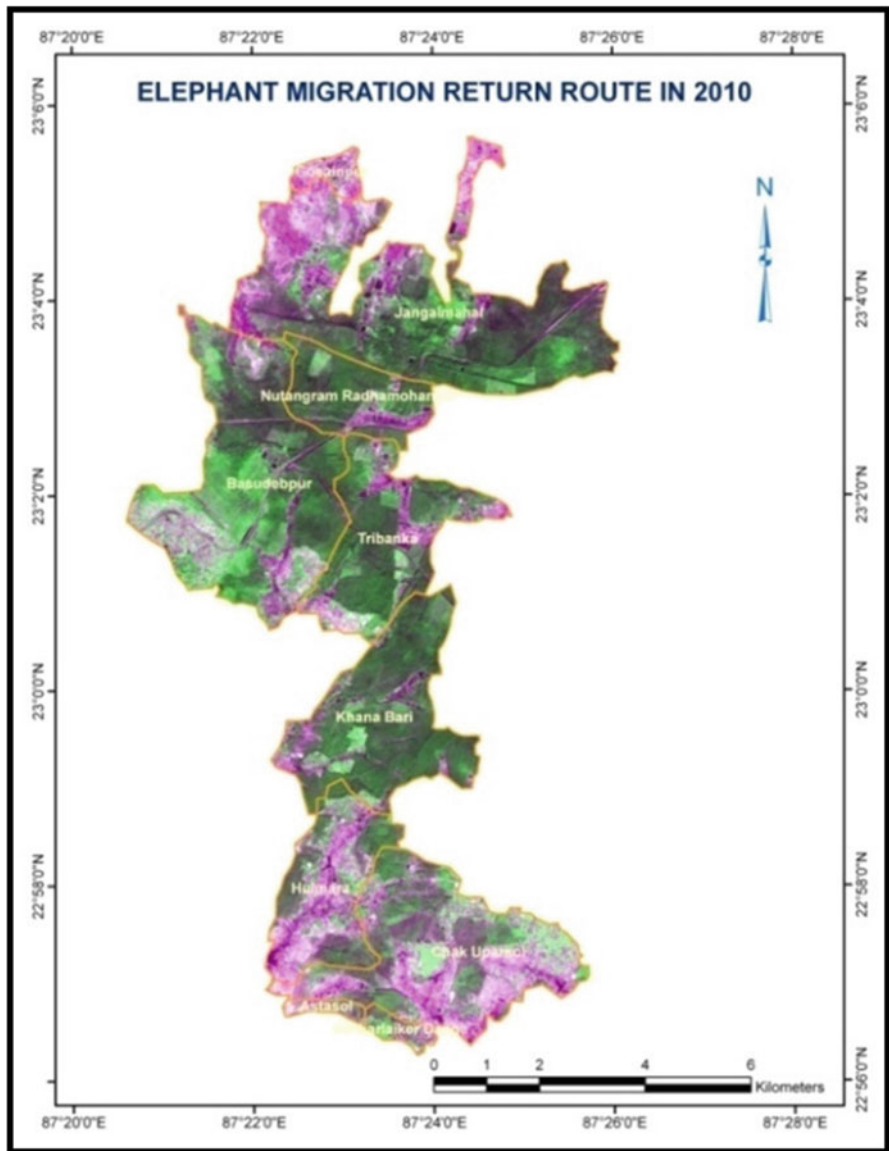 87°20'0"E 87°22'0"E 87°24'0"E 87°26'0"E 87°28'0"E
ELEPHANT MIGRATION RETURN ROUTE IN 2010
23°6'0"N 23°6'0"N
N
23°4'0"N 23°4'0"N
Jangalmahal
Nutangram Radhamohan
23°2'0"N 23°2'0"N
Basudebpur
Tribanka
23°0'0"N 23°0'0"N
Khana Bari
22°58'0"N 22°58'0"N
Hulmara
Chak
Astasol
0 1 2 4 6
Kilometers
22°56'0"N
87°20'0"E 87°22'0"E 87°24'0"E 87°26'0"E 87°28'0"E